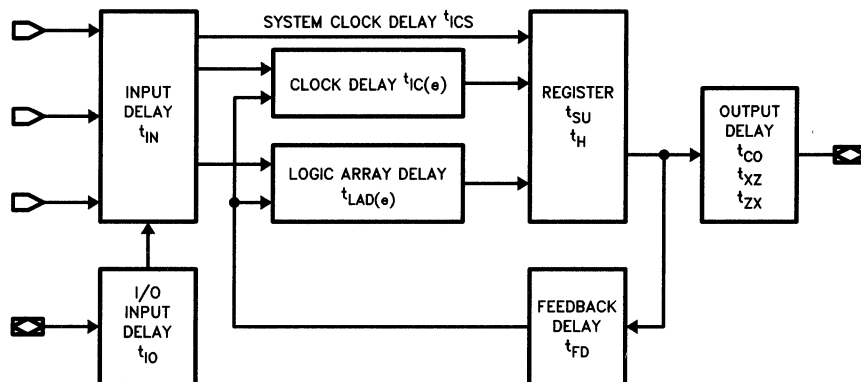 SYSTEM CLOCK DELAY tICS
INPUT
DELAY
tIN
CLOCK DELAY tIC(e)
LOGIC ARRAY DELAY
tLAD(e)
REGISTER
tSU
tH
OUTPUT
DELAY
tCO
tXZ
tZX
I/O
INPUT
DELAY
tIO
FEEDBACK
DELAY
tFD